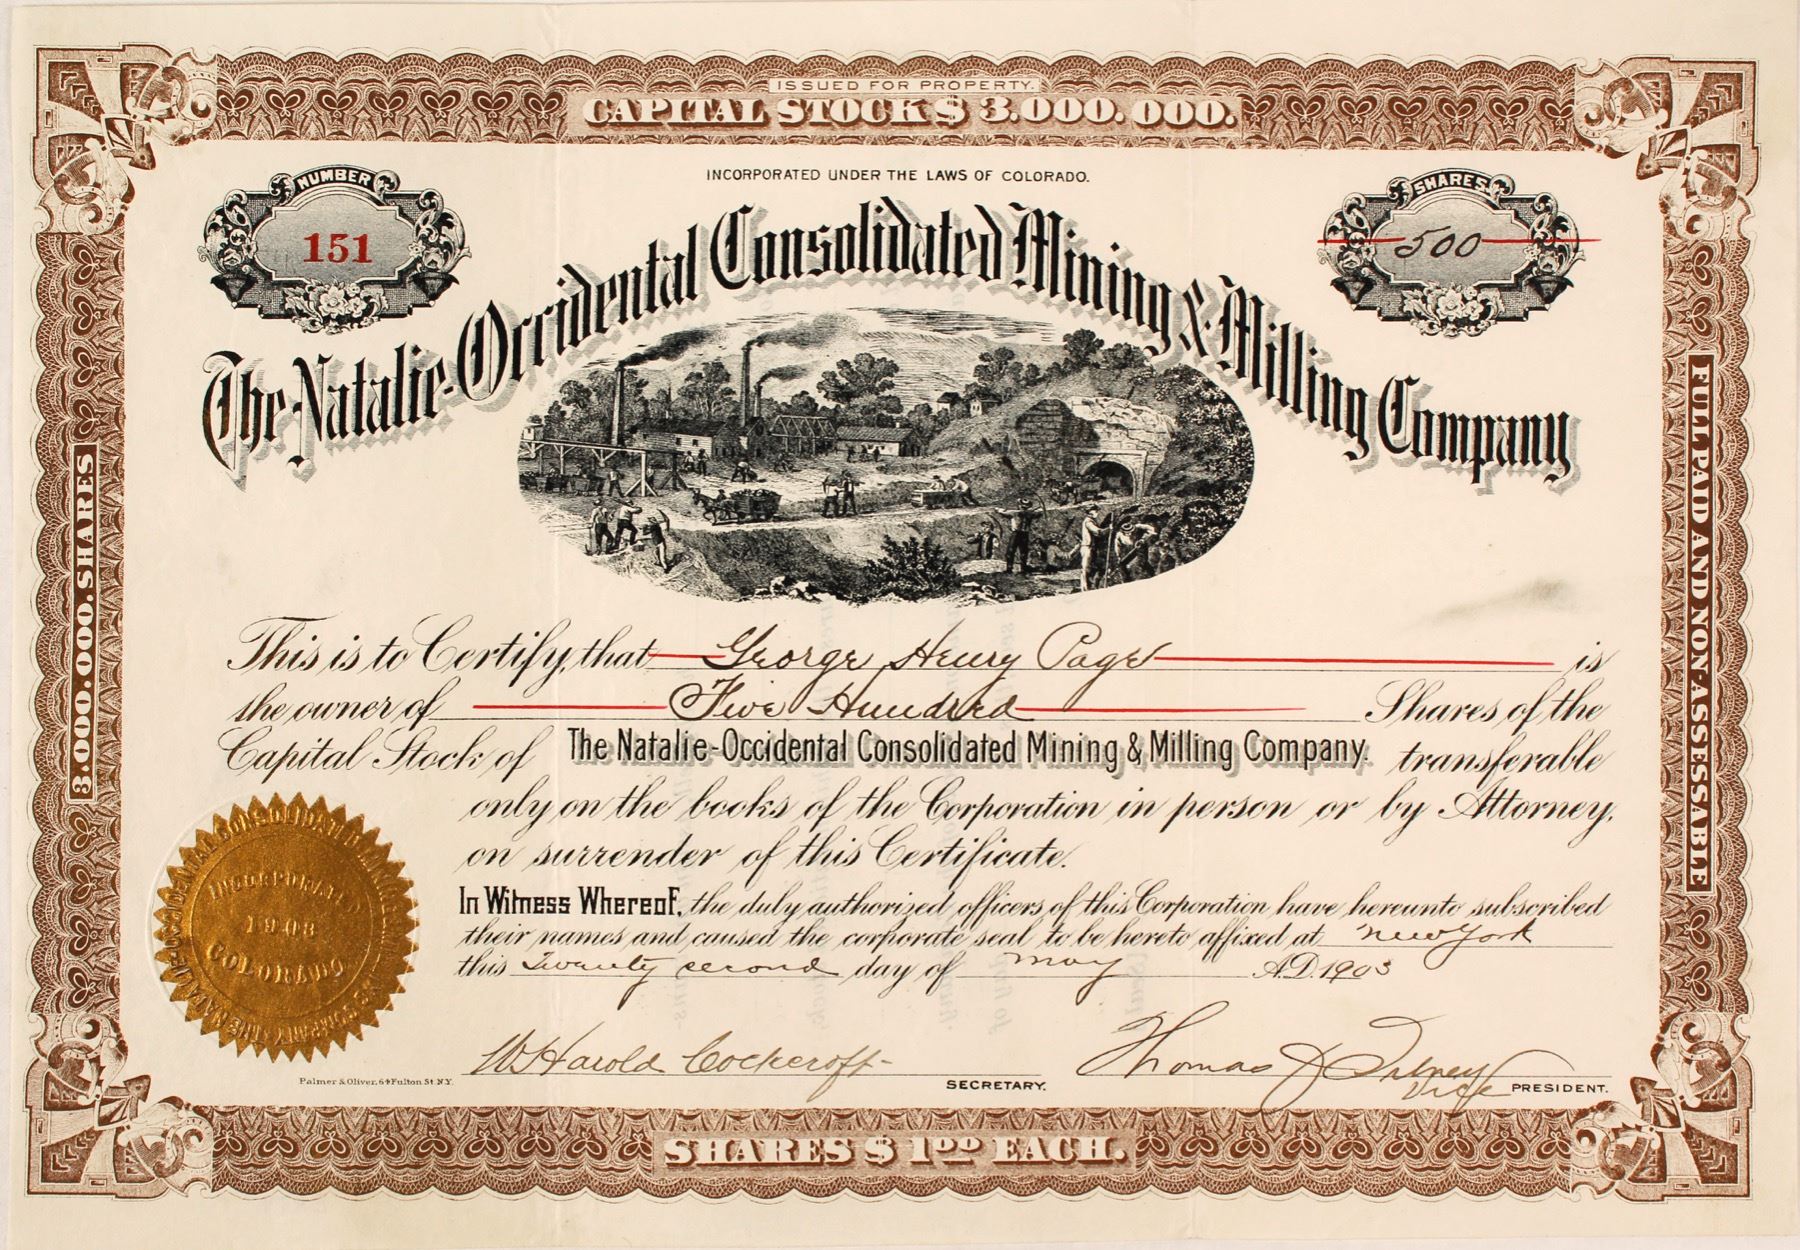 ISSUED FOR PROPERTY.
CAPITAL STOCK $ 3.000.000.
INCORPORATED UNDER THE LAWS OF COLORADO.
NUMBER
151
SHARES
500
The Natalie-Occidental Consolidated Mining & Milling Company
3.000.000. SHARES
FULL PAID AND NON-ASSESSABLE
This is to Certify, that George Henry Page is
the owner of Five Hundred Shares of the
Capital Stock of The Natalie-Occidental Consolidated Mining & Milling Company. transferable
only on the books of the Corporation in person or by Attorney,
on surrender of this Certificate.
In Witness Whereof, the duly authorized officers of this Corporation have hereunto subscribed
their names and caused the corporate seal to be hereto affixed at New York
this Twenty second day of May A.D. 1903
INCORPORATED
COLORADO
W Harold Cockcroft
SECRETARY.
Thomas J
Vice PRESIDENT.
Palmer & Oliver, 64 Fulton St. N.Y.
SHARES $ 1.00 EACH.